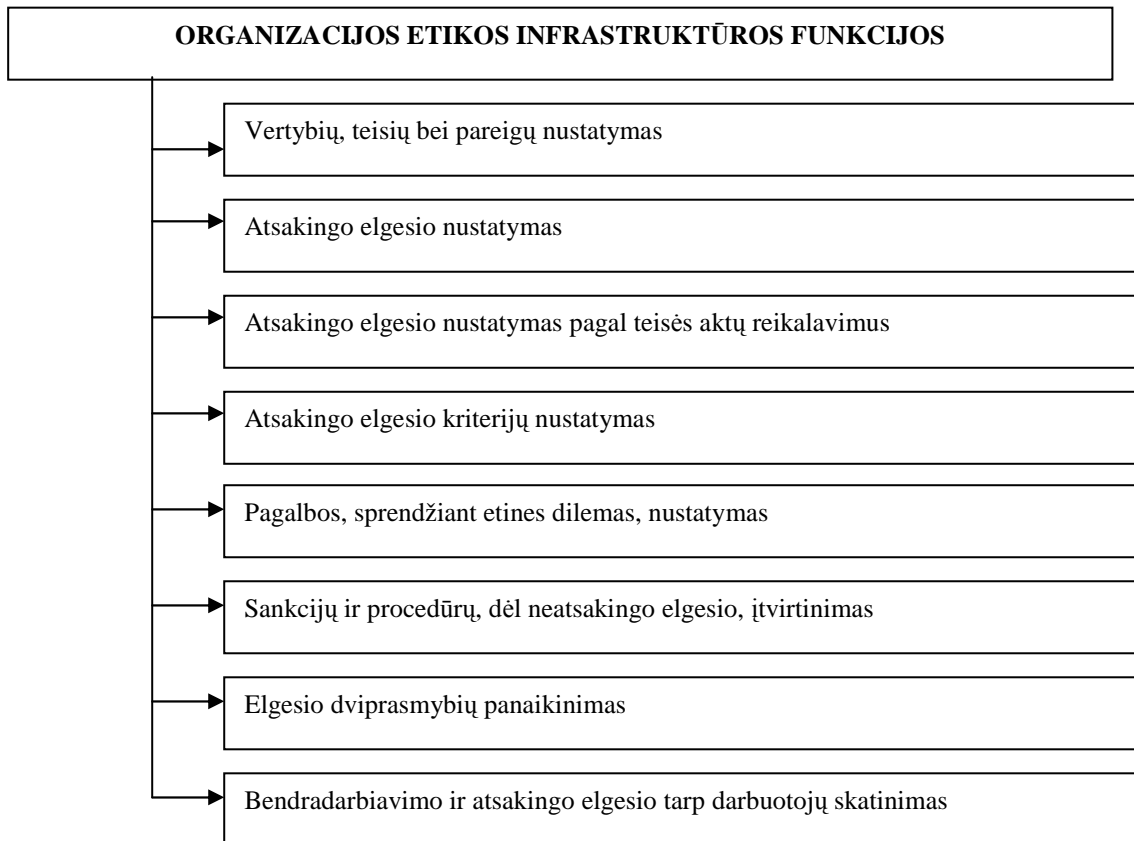 ORGANIZACIJOS ETIKOS INFRASTRUKTŪROS FUNKCIJOS
Vertybių, teisių bei pareigų nustatymas
Atsakingo elgesio nustatymas
Atsakingo elgesio nustatymas pagal teisės aktų reikalavimus
Atsakingo elgesio kriterijų nustatymas
Pagalbos, sprendžiant etines dilemas, nustatymas
Sankcijų ir procedūrų, dėl neatsakingo elgesio, įtvirtinimas
Elgesio dviprasmybių panaikinimas
Bendradarbiavimo ir atsakingo elgesio tarp darbuotojų skatinimas